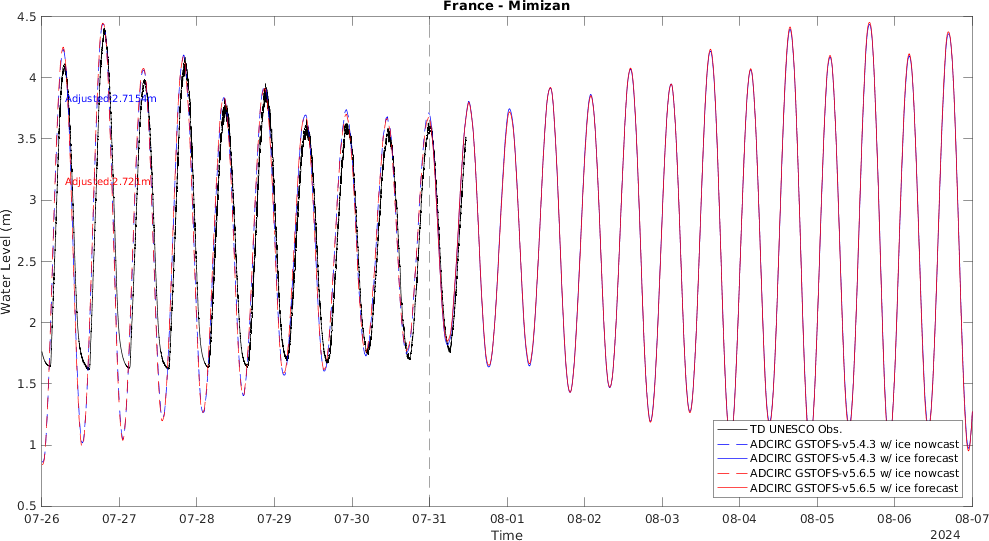 France - Mimizan
4.5
4
3.5
3
2.5
2
1.5
1
0.5
Water Level (m)
Adjusted:2.7154m
Adjusted:2.721m
TD UNESCO Obs.
ADCIRC GSTOFS-v5.4.3 w/ ice nowcast
ADCIRC GSTOFS-v5.4.3 w/ ice forecast
ADCIRC GSTOFS-v5.6.5 w/ ice nowcast
ADCIRC GSTOFS-v5.6.5 w/ ice forecast
07-26 07-27 07-28 07-29 07-30 07-31 08-01 08-02 08-03 08-04 08-05 08-06 08-07
Time
2024